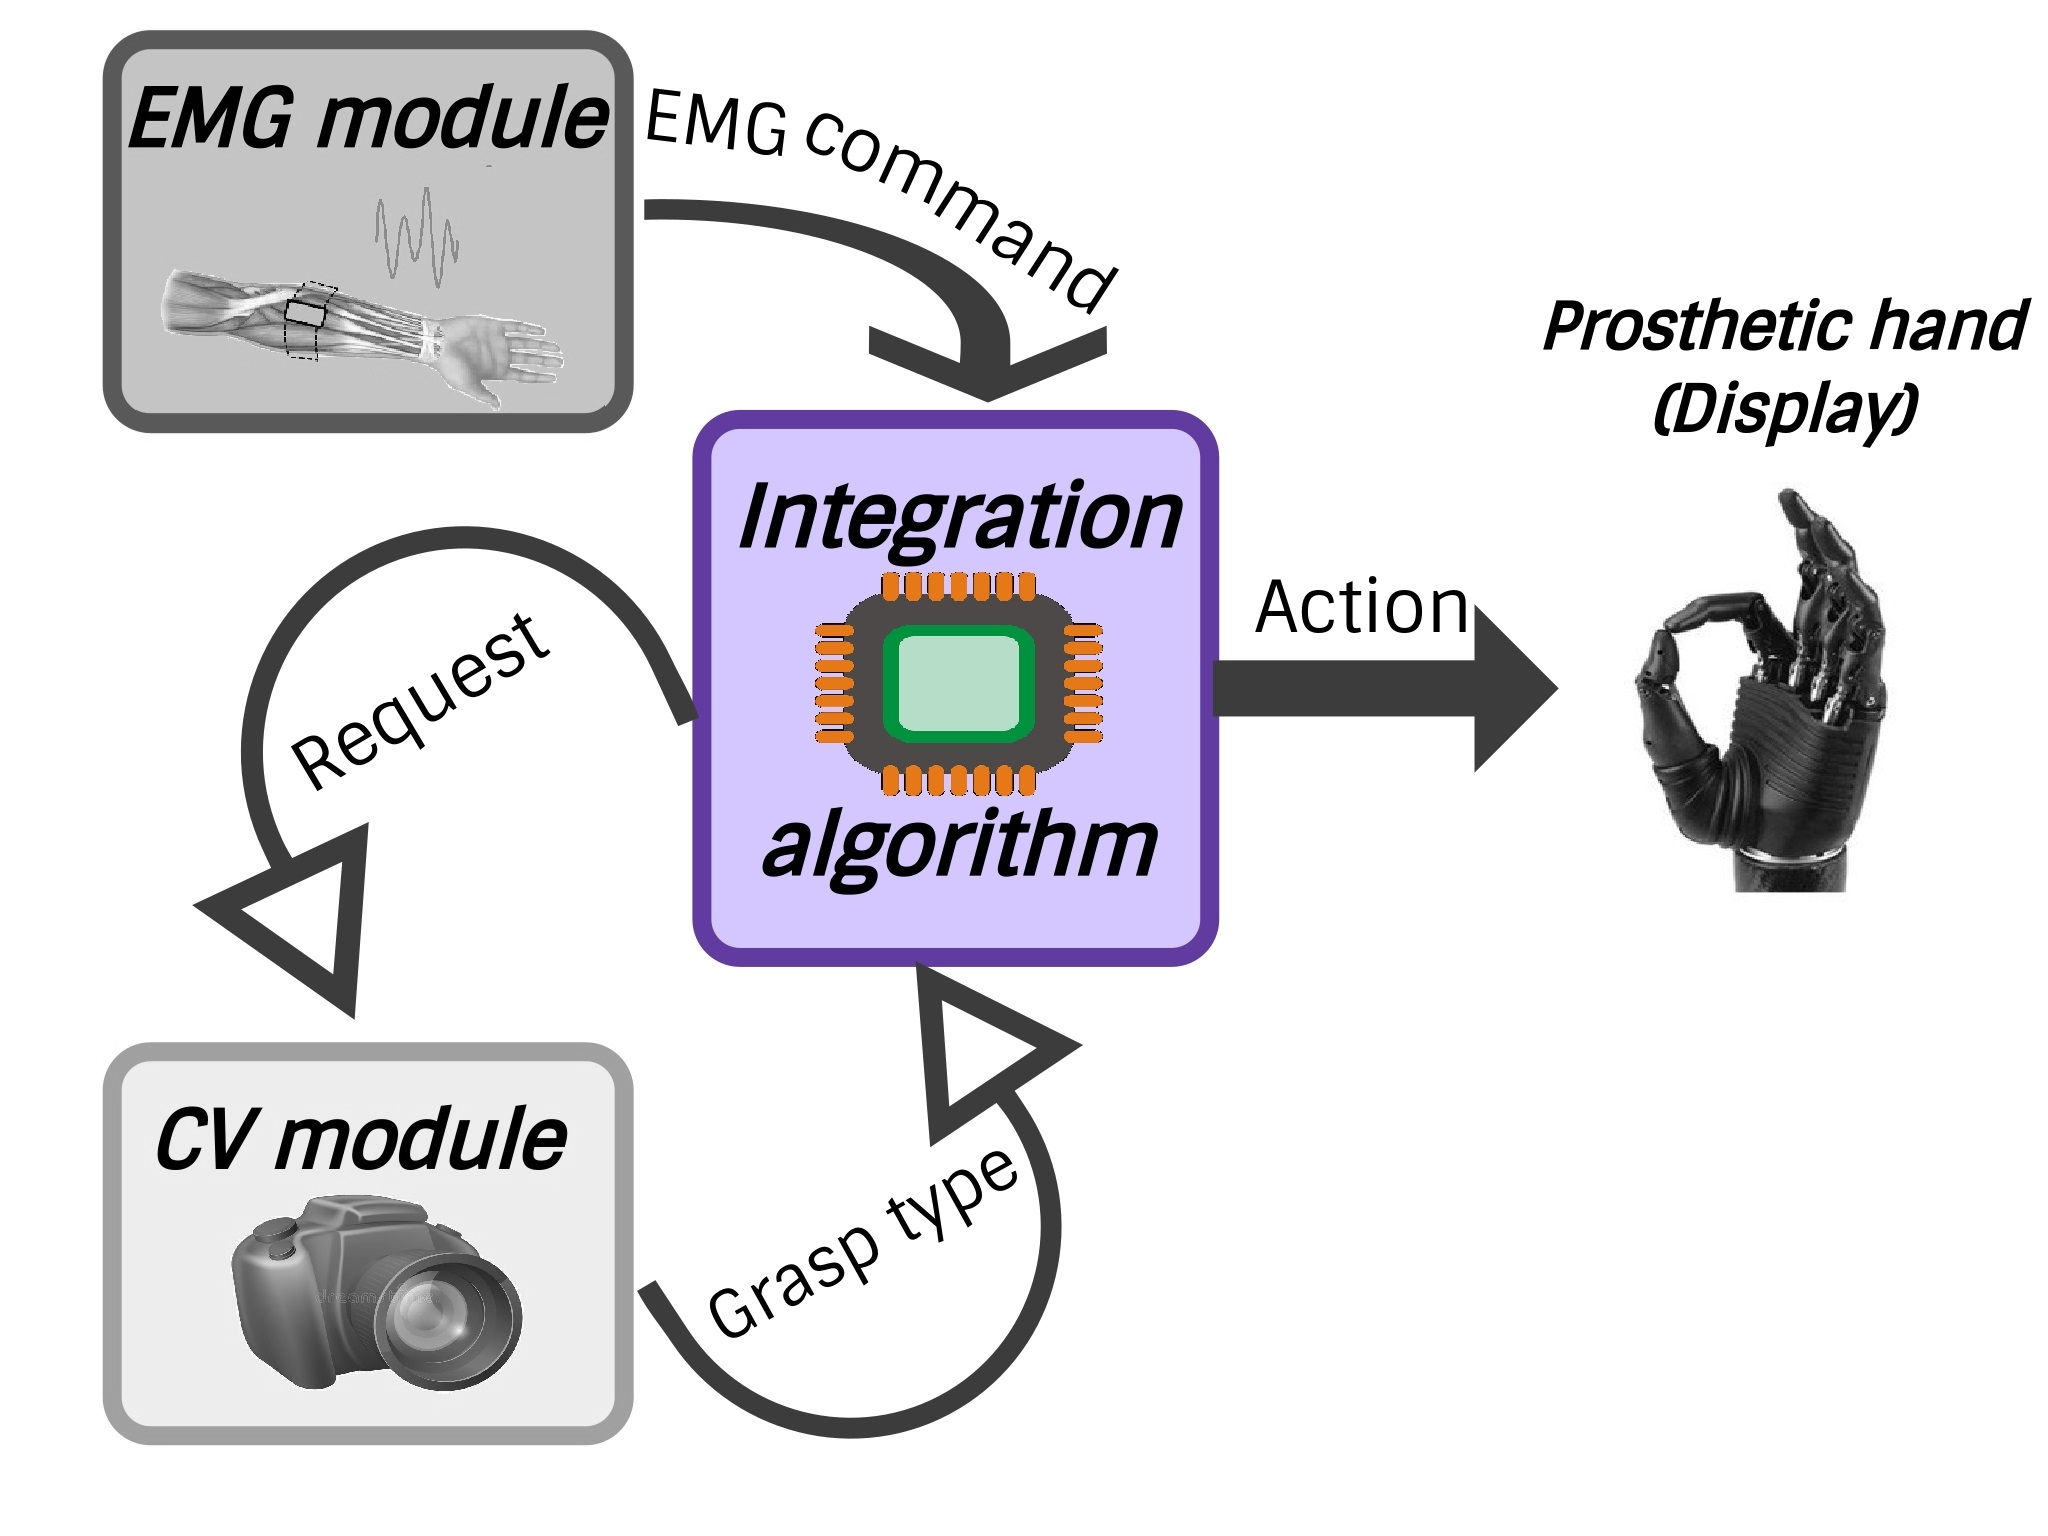 EMG module
EMG command
Prosthetic hand
(Display)
Integration
algorithm
Request
Action
CV module
Grasp type